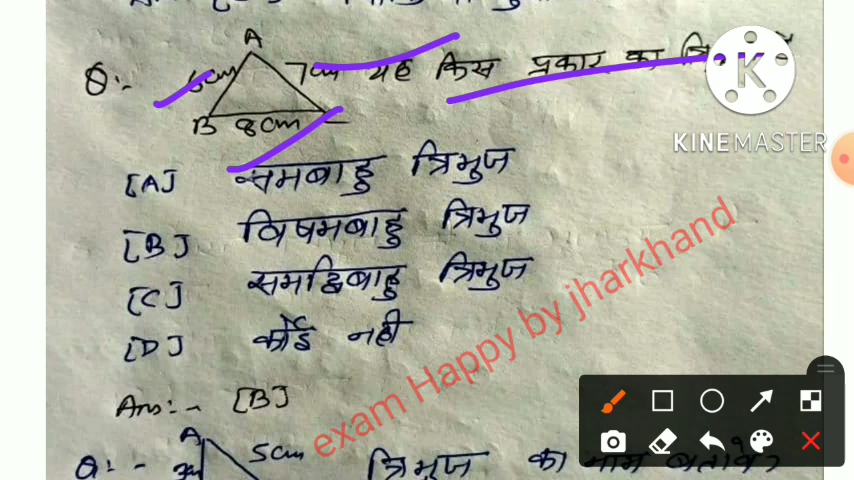 A
Q:- 6cm 7cm यह किस प्रकार का
B 8cm C
[A] समबाहु त्रिभुज
[B] विषमबाहु त्रिभुज
[C] समद्विबाहु त्रिभुज
[D] कोई नही
Ans:- [B]
A
Q:- 5cm त्रिभुज का नाम बतावे?
K
KINEMASTER
exam Happy by jharkhand